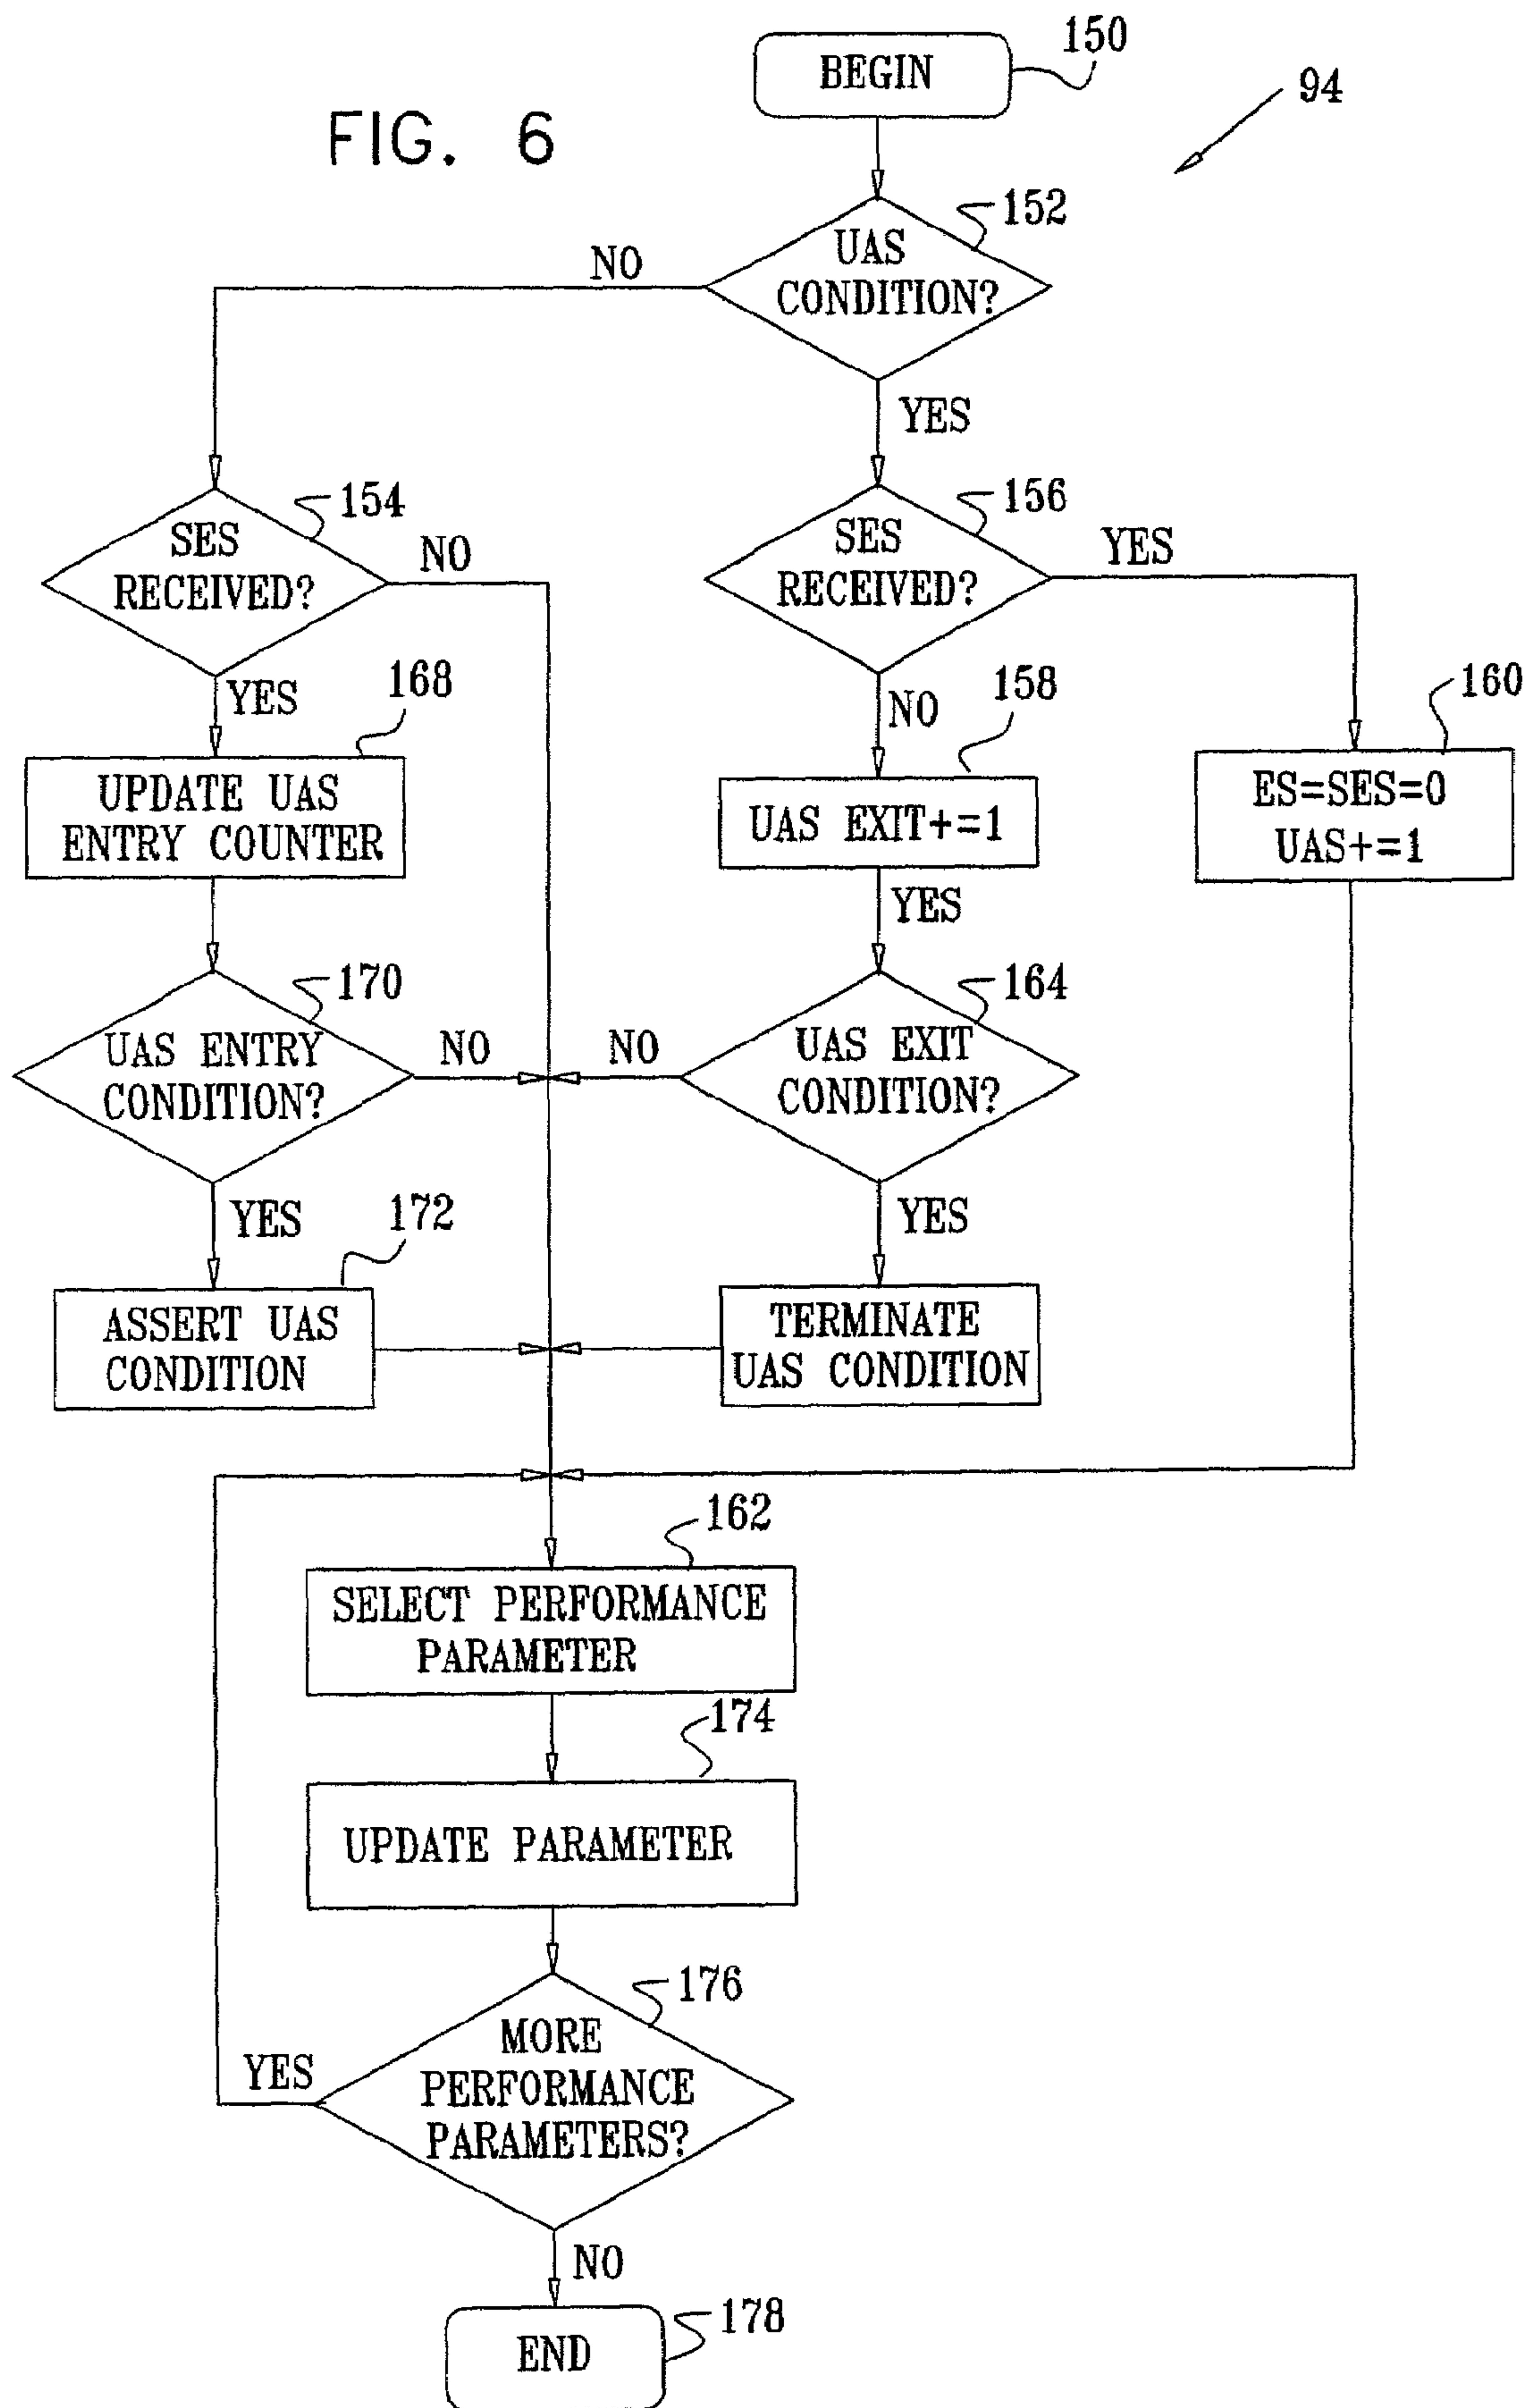 150
BEGIN
94
FIG. 6
152
UAS
CONDITION?
NO
YES
154
SES
RECEIVED?
NO
156
SES
RECEIVED?
YES
YES
168
NO
158
160
UPDATE UAS
ENTRY COUNTER
UAS EXIT+=1
ES=SES=0
UAS+=1
YES
170
UAS ENTRY
CONDITION?
NO
NO
164
UAS EXIT
CONDITION?
YES
172
YES
ASSERT UAS
CONDITION
TERMINATE
UAS CONDITION
162
SELECT PERFORMANCE
PARAMETER
174
UPDATE PARAMETER
176
MORE
PERFORMANCE
PARAMETERS?
YES
NO
178
END